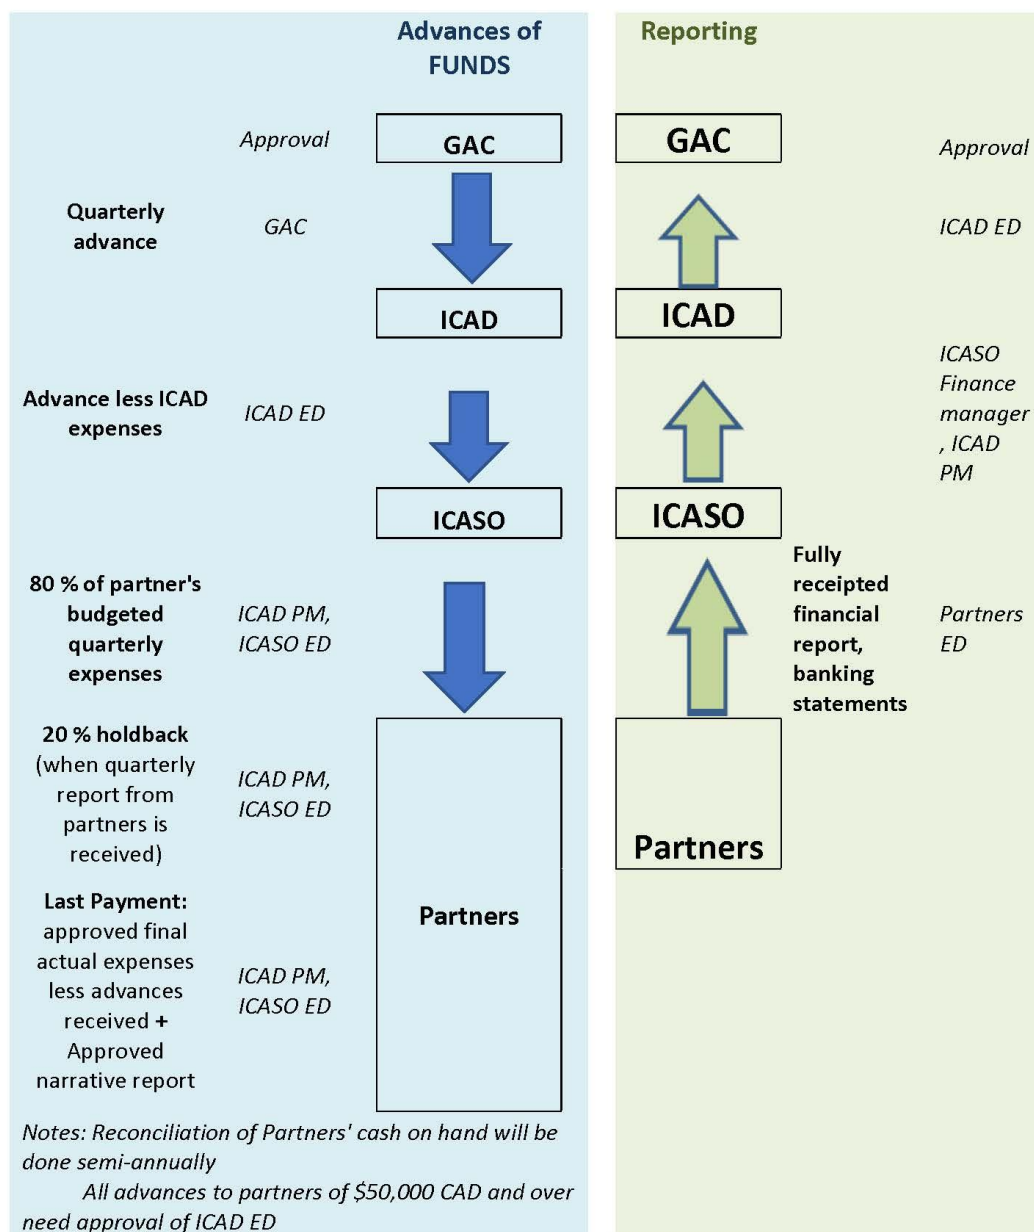 Advances of
FUNDS
Approval
GAC
Quarterly
advance
GAC
ICAD
Advance less ICAD
expenses
ICAD ED
ICASO
80 % of partner's
budgeted
quarterly
expenses
ICAD PM,
ICASO ED
20 % holdback
(when quarterly
report from
partners is
received)
ICAD PM,
ICASO ED
Last Payment:
approved final
actual expenses
less advances
received +
Approved
narrative report
ICAD PM,
ICASO ED
Partners
Notes: Reconciliation of Partners' cash on hand will be
done semi-annually
All advances to partners of $50,000 CAD and over
need approval of ICAD ED
Reporting
GAC
Approval
ICAD ED
ICAD
ICASO
Finance
manager
, ICAD
PM
ICASO
Fully
receipted
financial
report,
banking
statements
Partners
ED
Partners